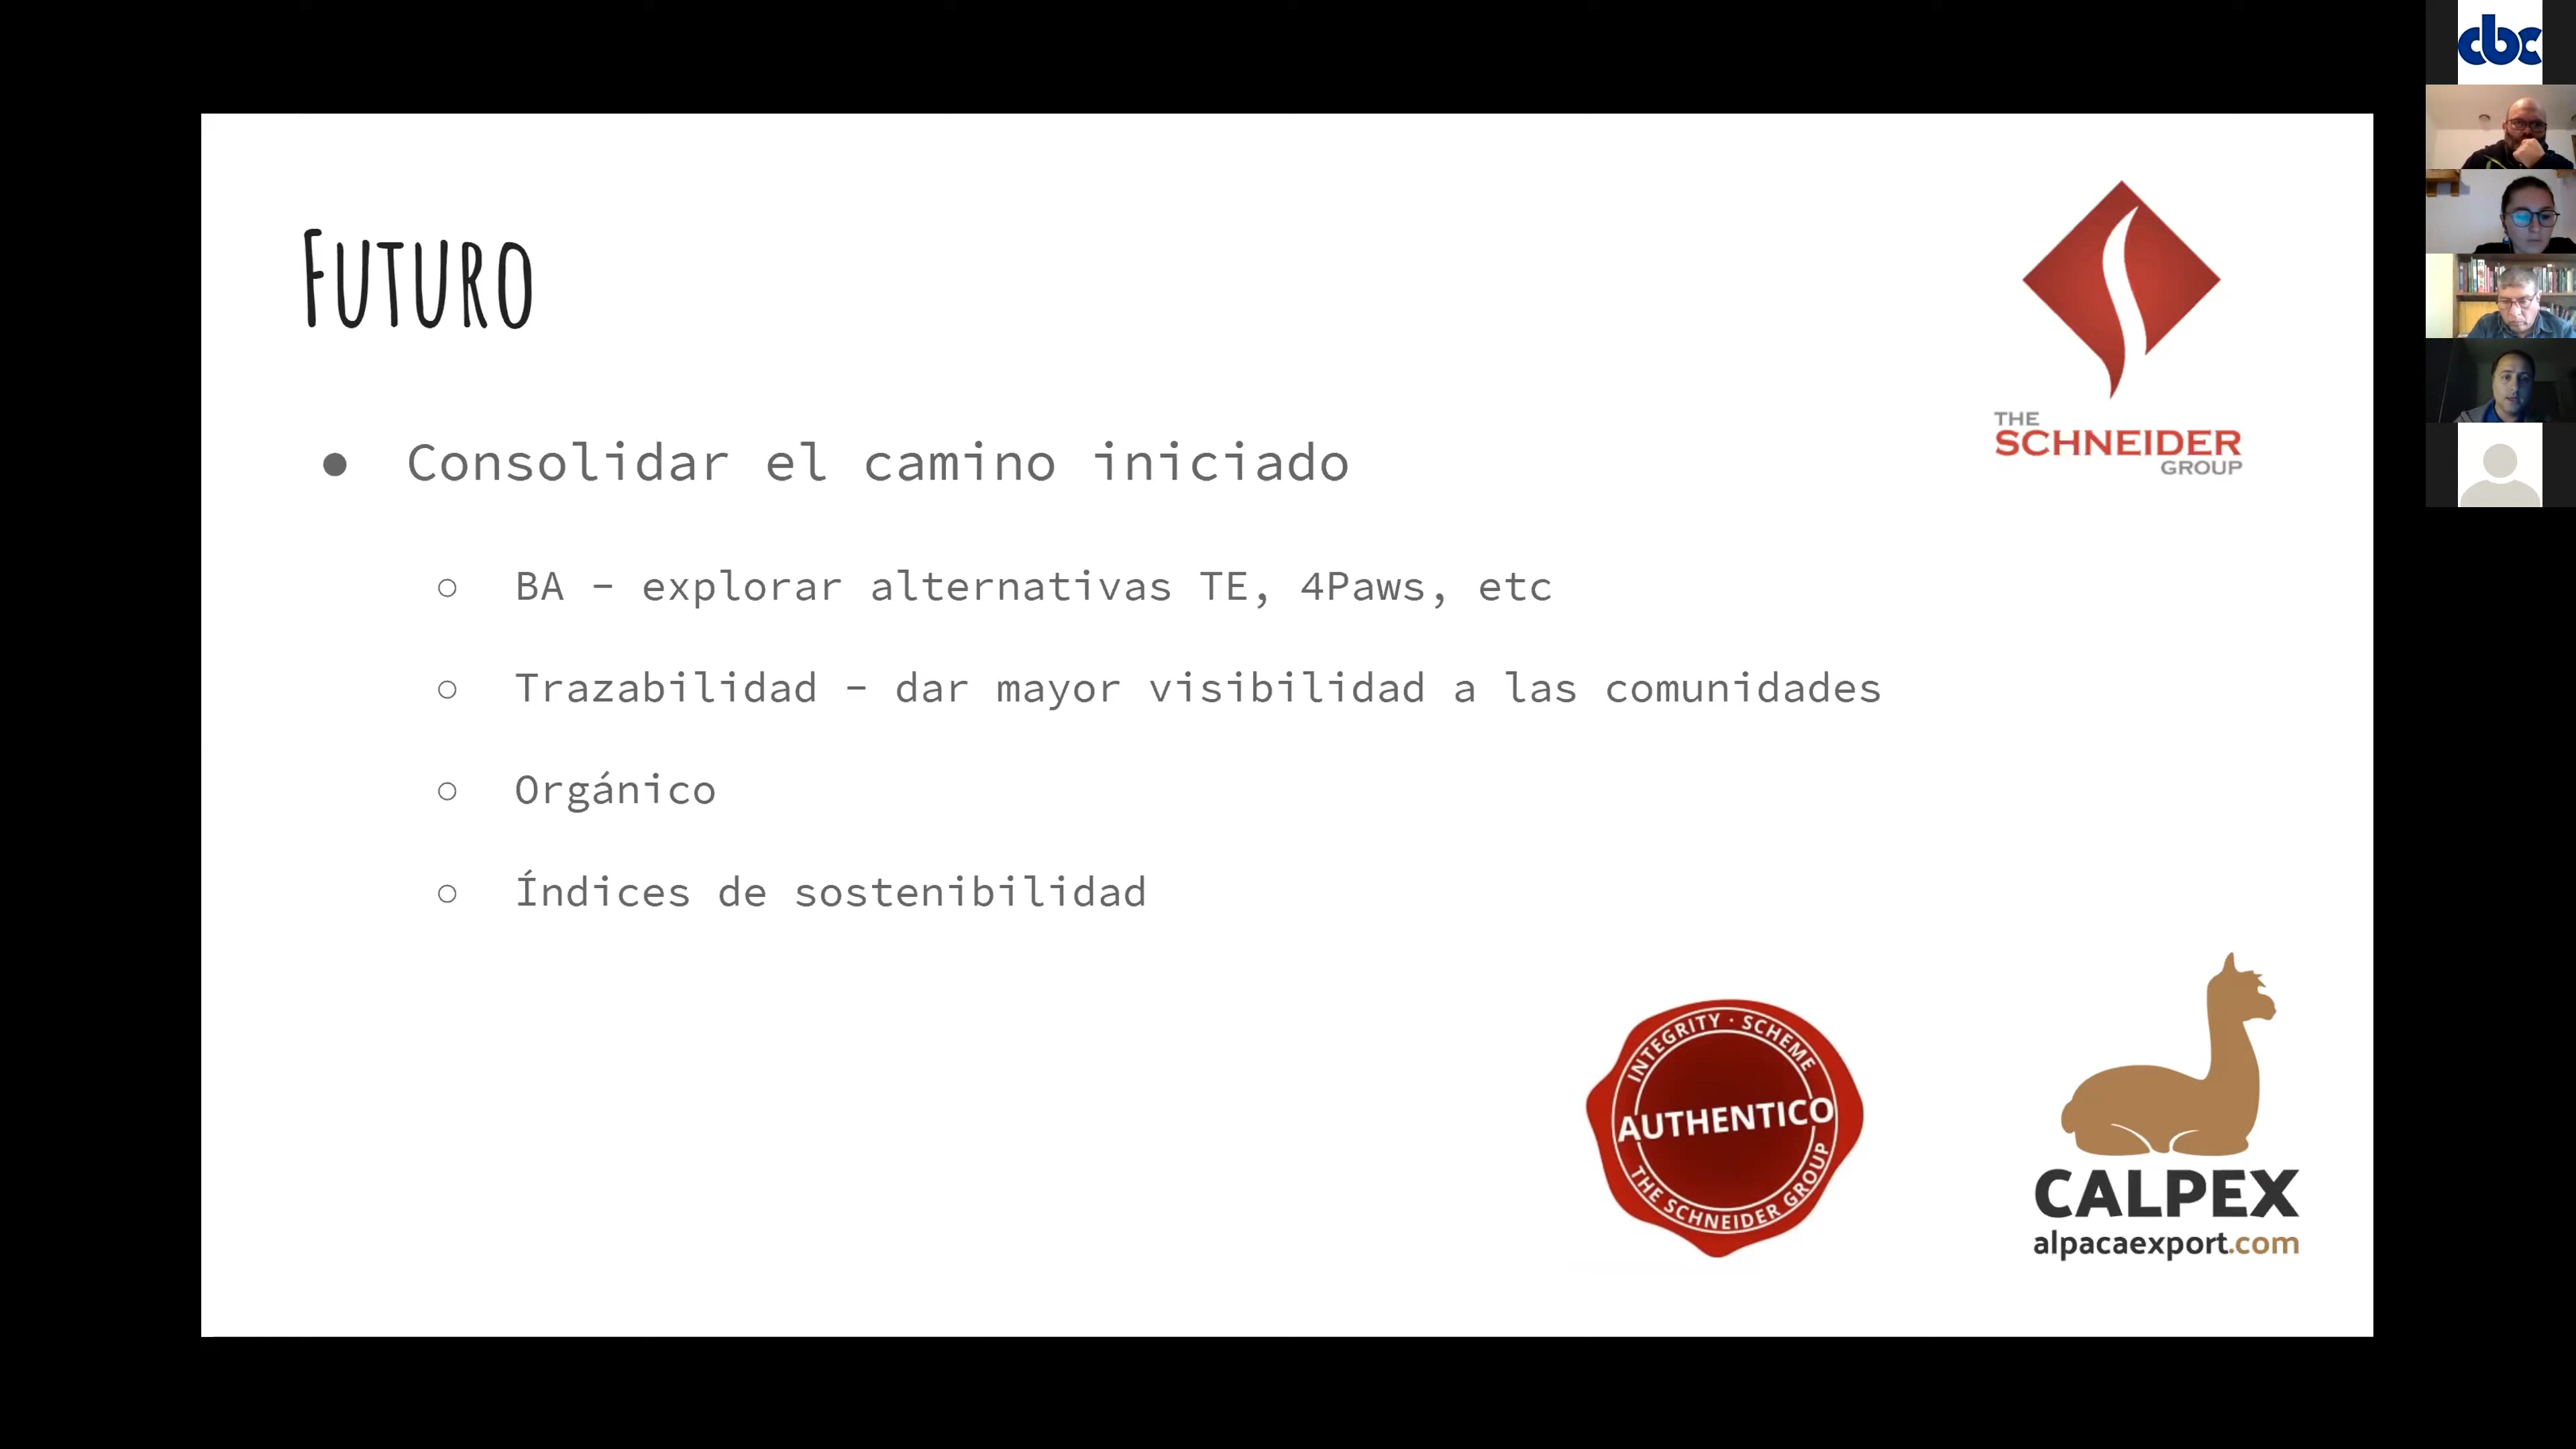 cbc
Futuro
THE
SCHNEIDER
GROUP
● Consolidar el camino iniciado
○ BA - explorar alternativas TE, 4Paws, etc
○ Trazabilidad - dar mayor visibilidad a las comunidades
○ Orgánico
○ Índices de sostenibilidad
INTEGRITY · SCHEME
AUTHENTICO
THE SCHNEIDER GROUP
CALPEX
alpacaexport.com